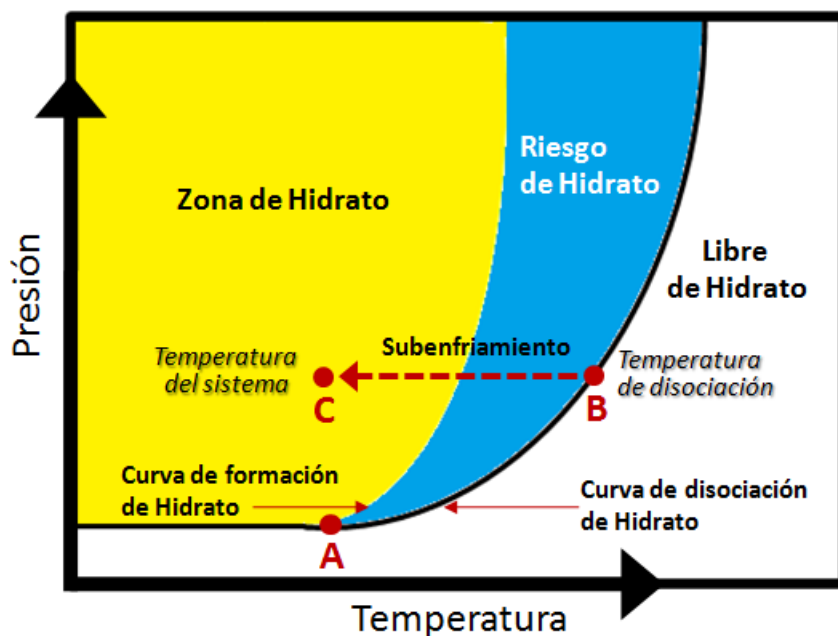 Presión
Zona de Hidrato
Riesgo
de Hidrato
Libre
de Hidrato
Temperatura
del sistema
C
Subenfriamiento
B
Temperatura
de disociación
Curva de formación
de Hidrato
A
Curva de disociación
de Hidrato
Temperatura